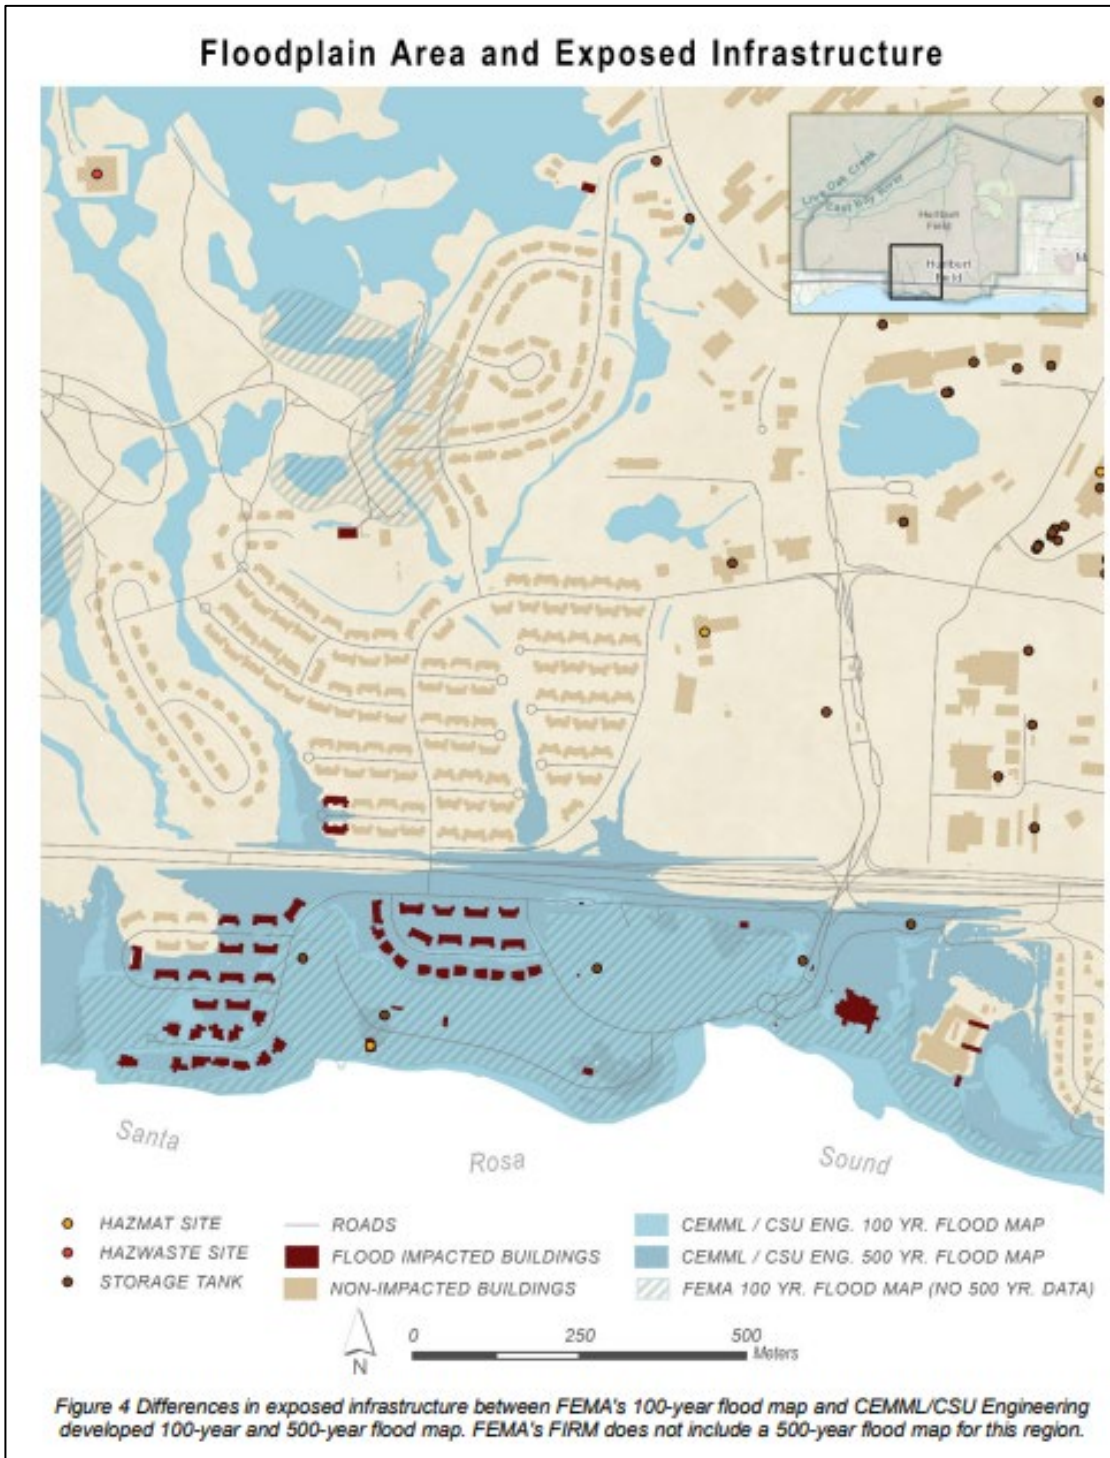 Floodplain Area and Exposed Infrastructure
Live Oak Creek
East Bay River
Hurlburt
Field
Hurlburt
Field
M
Santa
Rosa
Sound
HAZMAT SITE
HAZWASTE SITE
STORAGE TANK
ROADS
FLOOD IMPACTED BUILDINGS
NON-IMPACTED BUILDINGS
CEMML / CSU ENG. 100 YR. FLOOD MAP
CEMML / CSU ENG. 500 YR. FLOOD MAP
FEMA 100 YR. FLOOD MAP (NO 500 YR. DATA)
N
0 250 500
Meters
Figure 4 Differences in exposed infrastructure between FEMA's 100-year flood map and CEMML/CSU Engineering
developed 100-year and 500-year flood map. FEMA's FIRM does not include a 500-year flood map for this region.